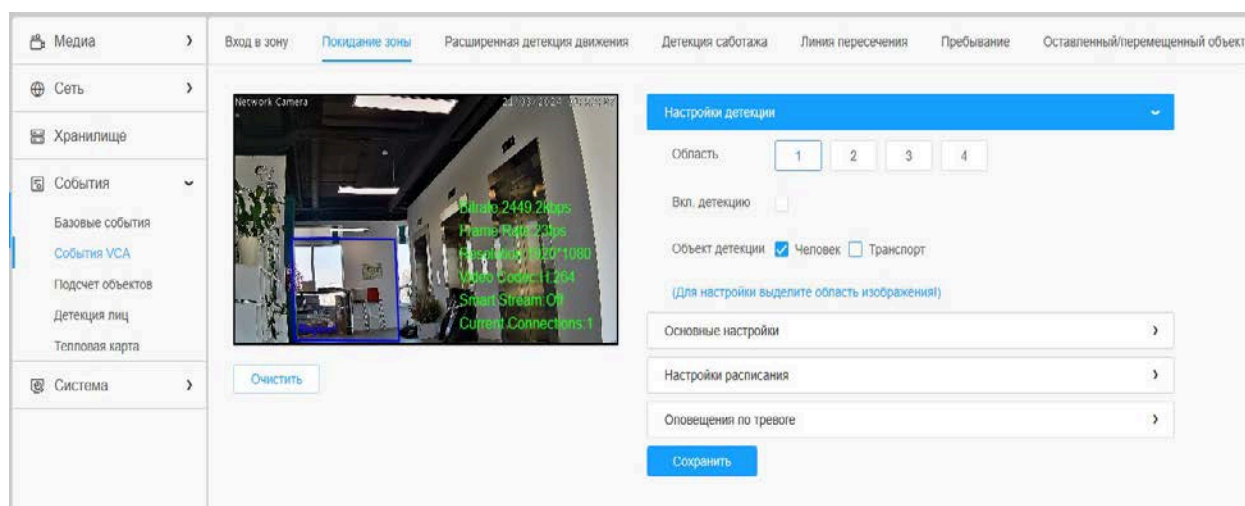 Медиа
Сеть
Хранилище
События
Базовые события
События VCA
Подсчет объектов
Детекция лиц
Тепловая карта
Система
Вход в зону
Покидание зоны
Расширенная детекция движения
Детекция саботажа
Линия пересечения
Пребывание
Оставленный/перемещенный объект
Network Camera
21/03/2024
Bitrate:2449.2kbps
Frame Rate:23fps
Resolution:1920*1080
Video Codec:H.264
Smart Stream:Off
Current Connections:1
Очистить
Настройки детекции
Область 1 2 3 4
Вкл. детекцию
Объект детекции Человек Транспорт
(Для настройки выделите область изображения!)
Основные настройки
Настройки расписания
Оповещения по тревоге
Сохранить